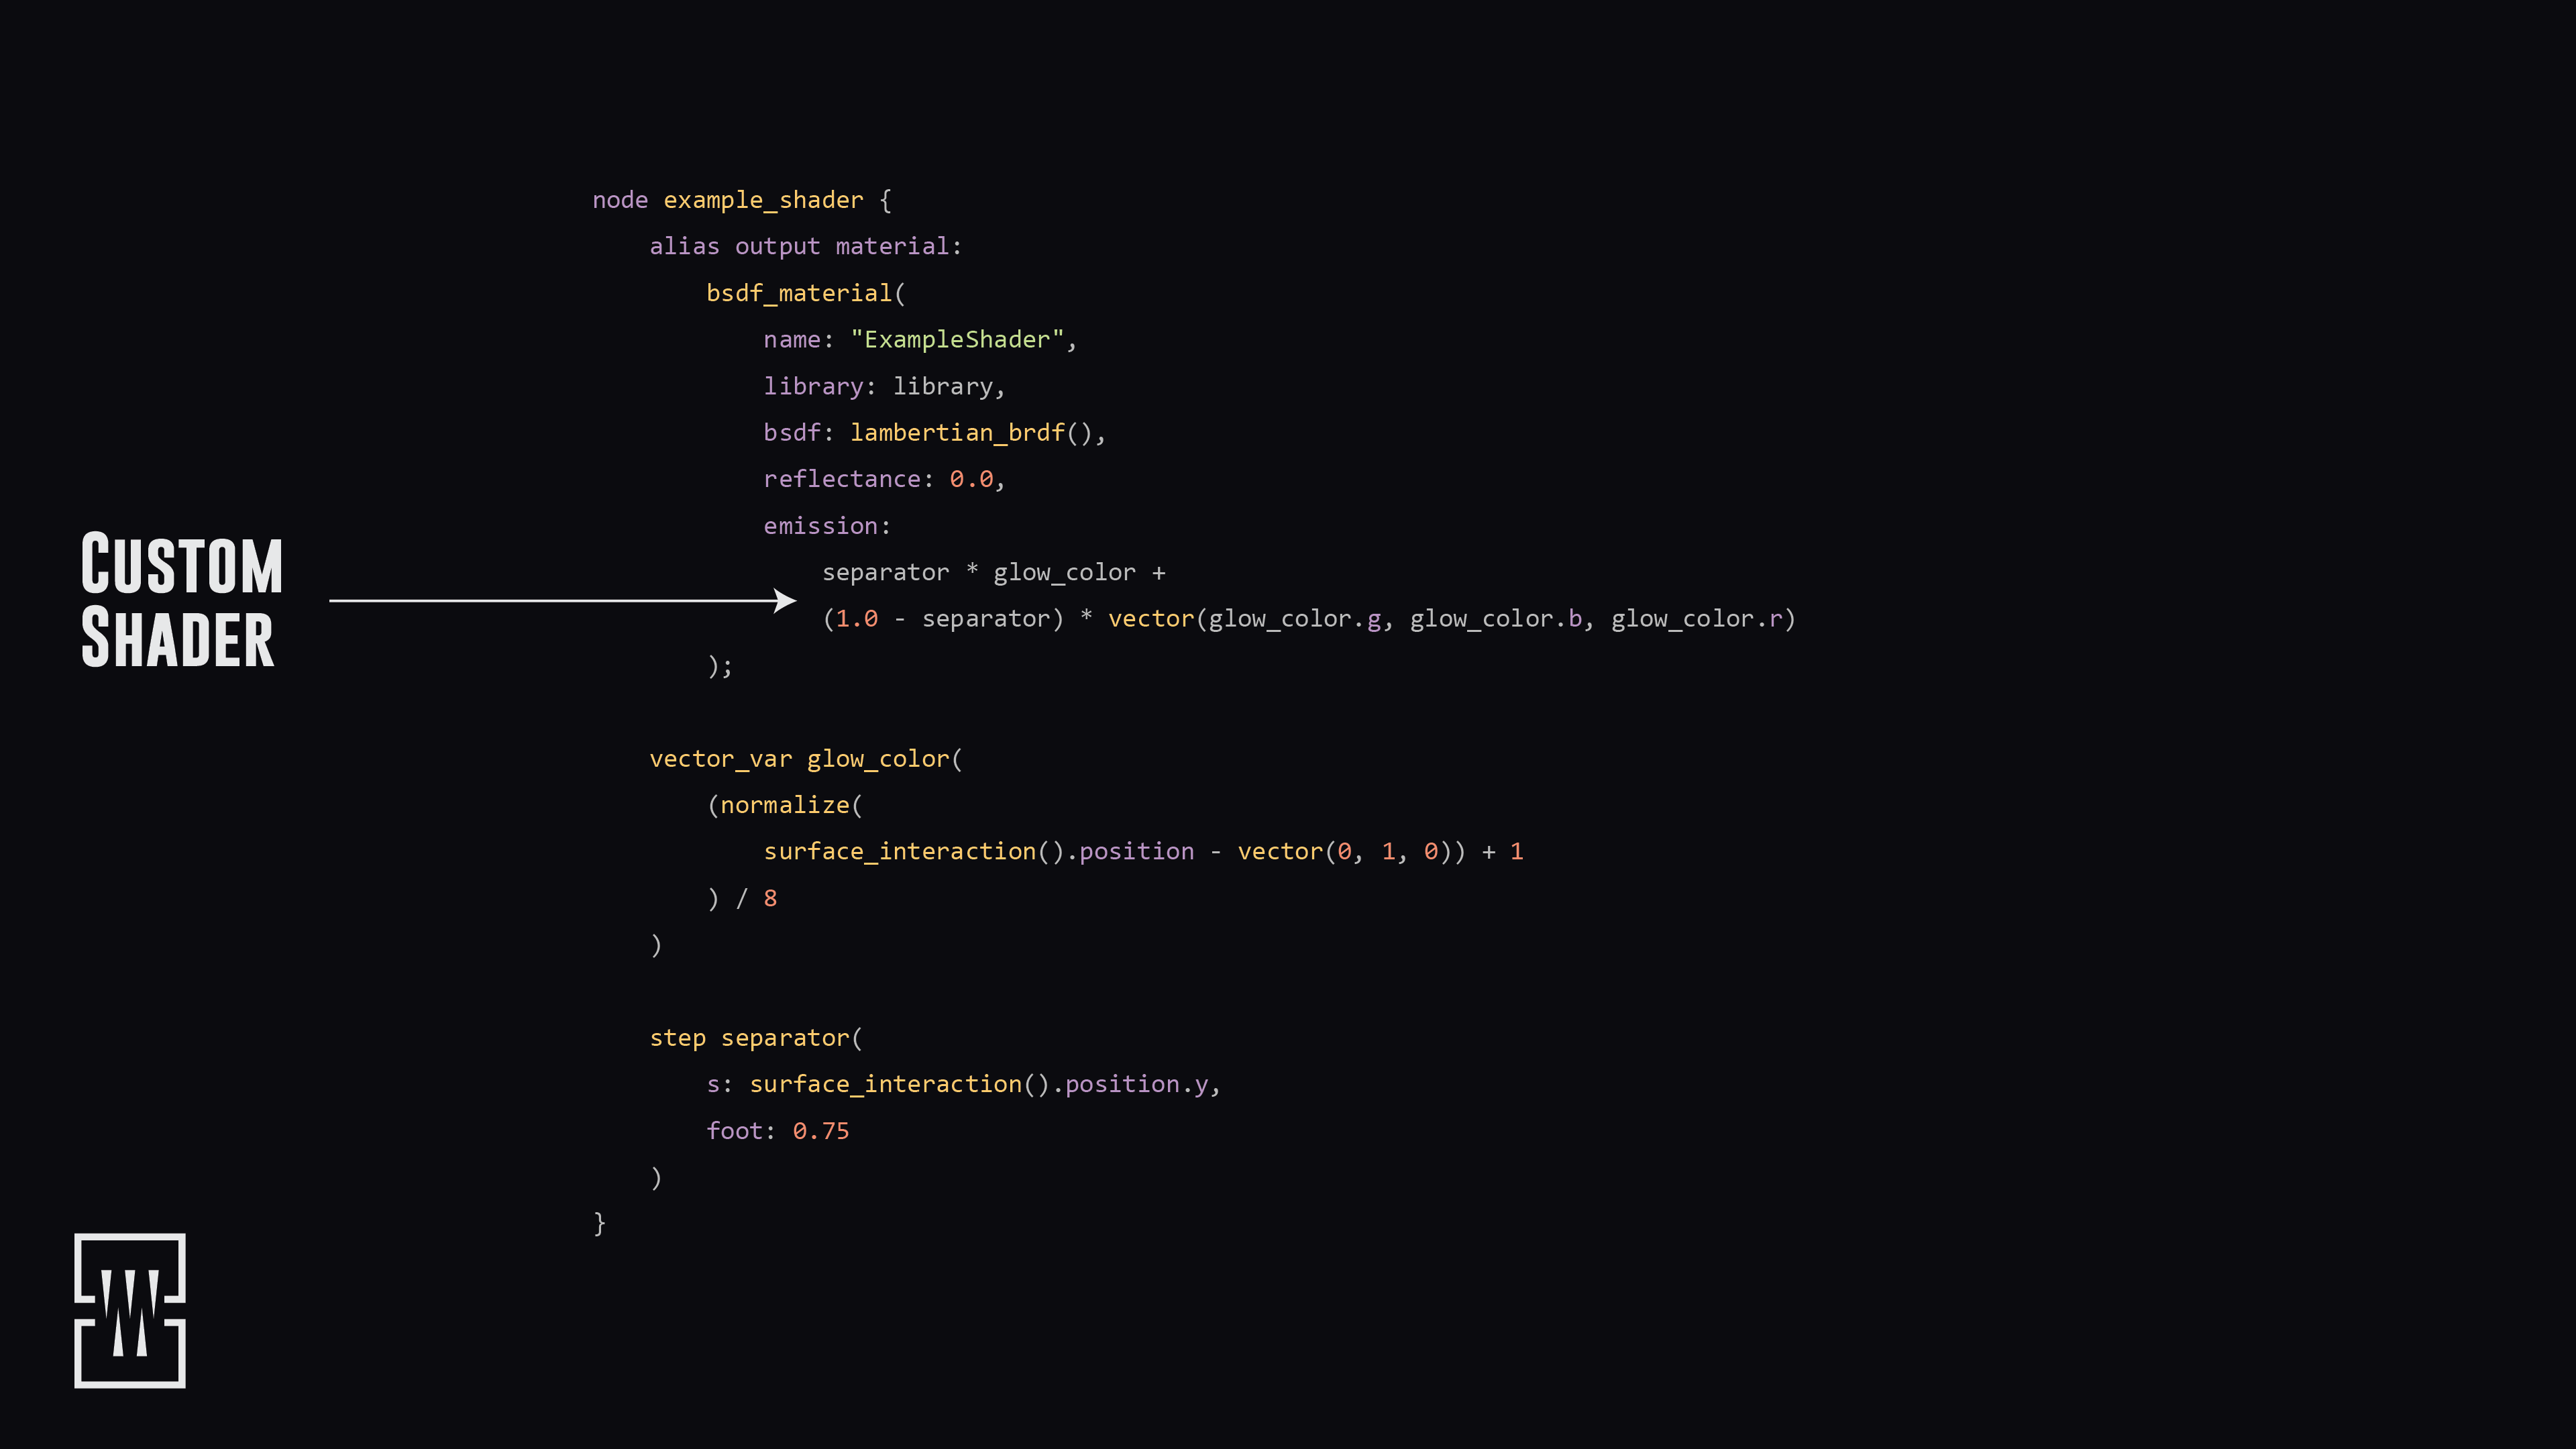 node example_shader {
alias output material:
bsdf_material(
name: "ExampleShader",
library: library,
bsdf: lambertian_brdf(),
reflectance: 0.0,
emission:
separator * glow_color +
(1.0 - separator) * vector(glow_color.g, glow_color.b, glow_color.r)
);
Custom
Shader
vector_var glow_color(
(normalize(
surface_interaction().position - vector(0, 1, 0)) + 1
) / 8
)
step separator(
s: surface_interaction().position.y,
foot: 0.75
)
}
W